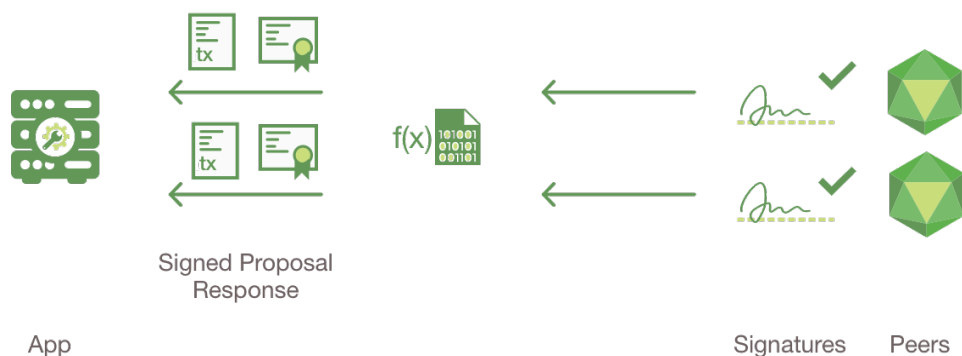 tx
tx
f(x)
101001
010101
001101
Signed Proposal
Response
App
Signatures
Peers